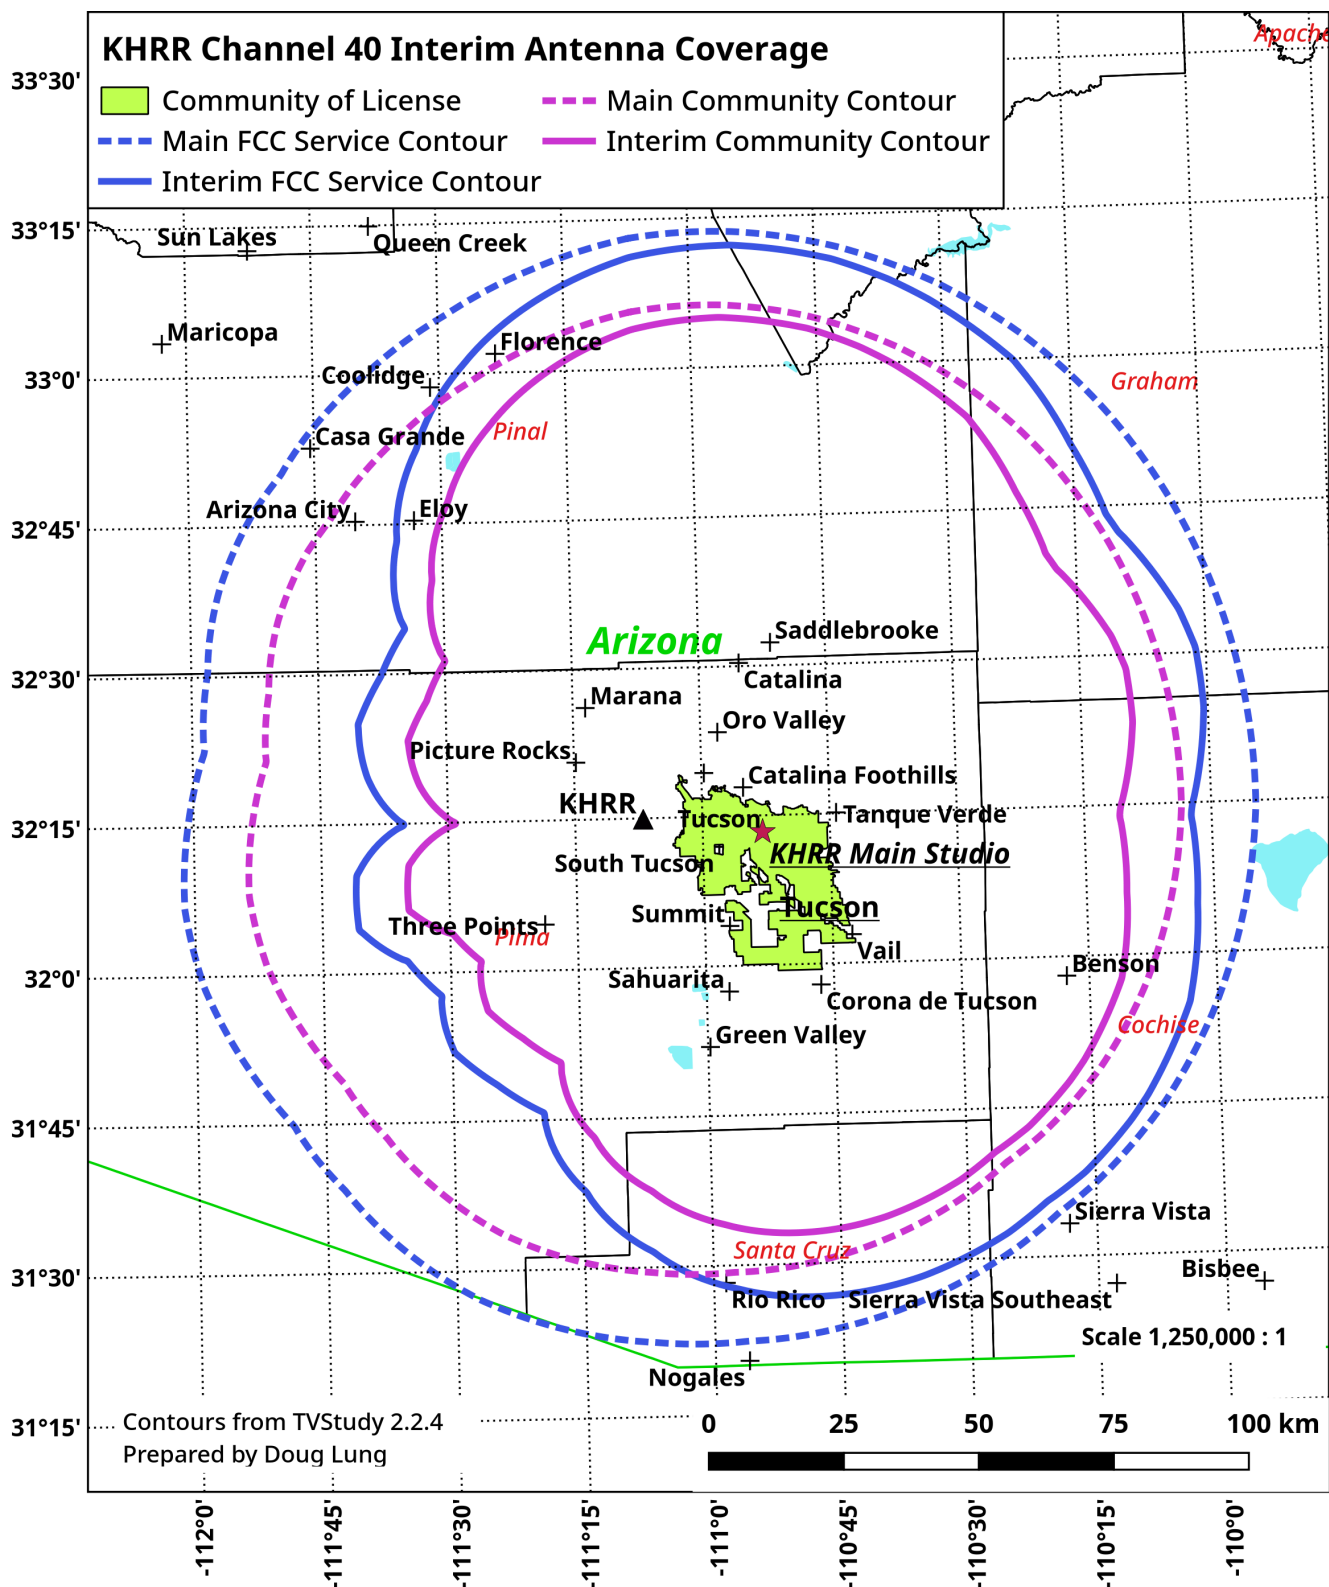 KHRR Channel 40 Interim Antenna Coverage
Community of License
Main Community Contour
Main FCC Service Contour
Interim Community Contour
Interim FCC Service Contour
Apache
33°30'
33°15'
33°0'
32°45'
32°30'
32°15'
32°0'
31°45'
31°30'
31°15'
Sun Lakes
Queen Creek
Maricopa
Florence
Coolidge
Graham
Casa Grande
Pinal
Arizona City
Eloy
Arizona
Saddlebrooke
Catalina
Marana
Oro Valley
Picture Rocks
Catalina Foothills
KHRR
Tucson
Tanque Verde
KHRR Main Studio
South Tucson
Tucson
Summit
Three Points
Pima
Vail
Benson
Sahuarita
Corona de Tucson
Cochise
Green Valley
Sierra Vista
Santa Cruz
Bisbee
Rio Rico
Sierra Vista Southeast
Scale 1,250,000 : 1
Nogales
Contours from TVStudy 2.2.4
Prepared by Doug Lung
0 25 50 75 100 km
-112°0'
-111°45'
-111°30'
-111°15'
-111°0'
-110°45'
-110°30'
-110°15'
-110°0'